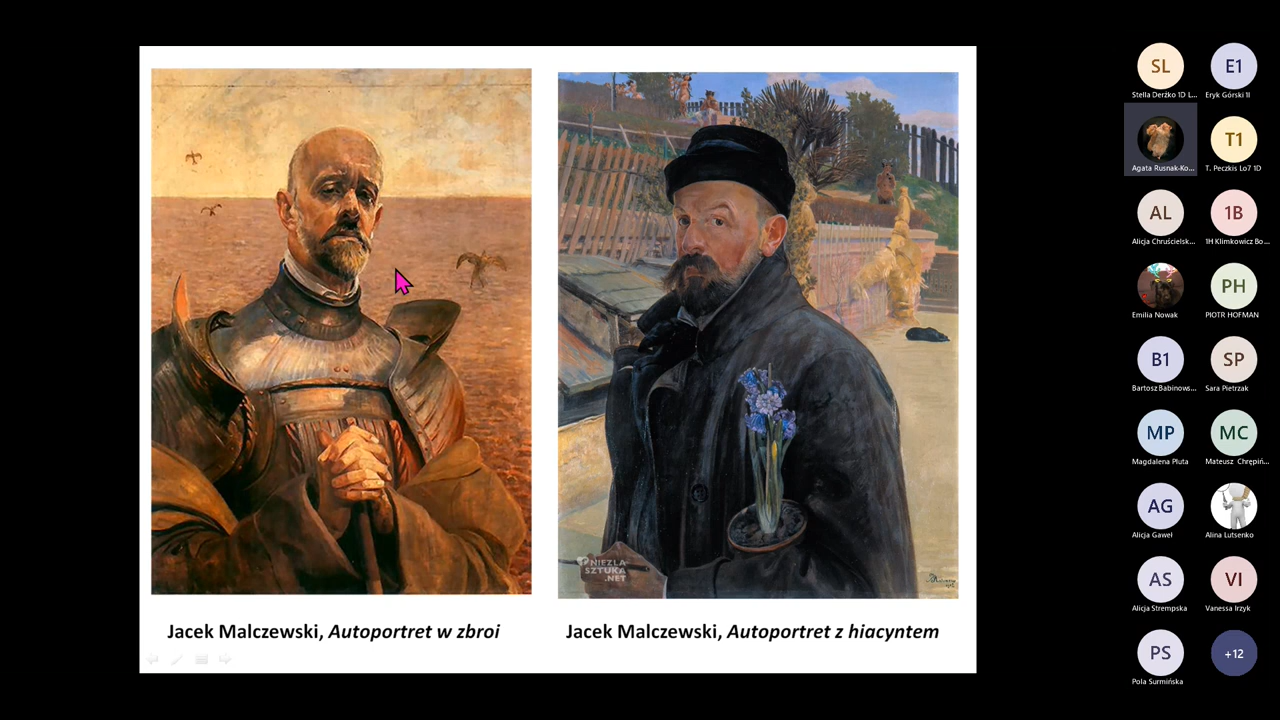 NIEZŁA
SZTUKA
.NET
Jacek Malczewski, Autoportret w zbroi
Jacek Malczewski, Autoportret z hiacyntem
SL
Stella Derżko 1D L...
E1
Eryk Górski 1I
Agata Rusnak-Ko...
T1
T. Peczkis Lo7 1D
AL
Alicja Chruścielsk...
1B
1H Klimkowicz Bo...
Emilia Nowak
PH
PIOTR HOFMAN
B1
Bartosz Babinows...
SP
Sara Pietrzak
MP
Magdalena Pluta
MC
Mateusz Chrępiń...
AG
Alicja Gaweł
Alina Lutsenko
AS
Alicja Strempska
VI
Vanessa Irzyk
PS
Pola Surmińska
+12